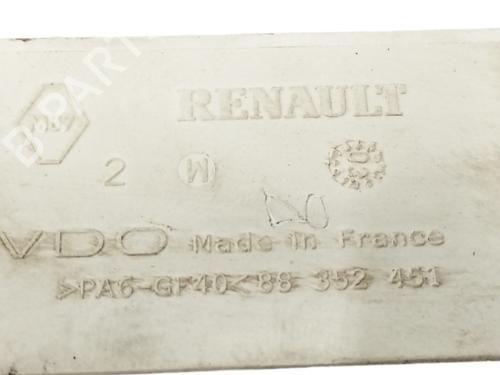 RENAULT
2 M
VDO Made in France
>PA6-GF40< 88 352 451